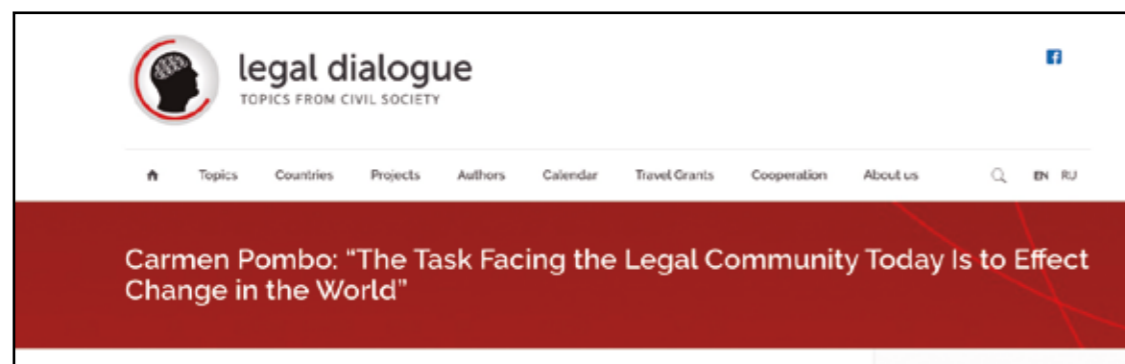 legal dialogue
TOPICS FROM CIVIL SOCIETY
Topics Countries Projects Authors Calendar Travel Grants Cooperation About us EN RU
Carmen Pombo: “The Task Facing the Legal Community Today Is to Effect
Change in the World”